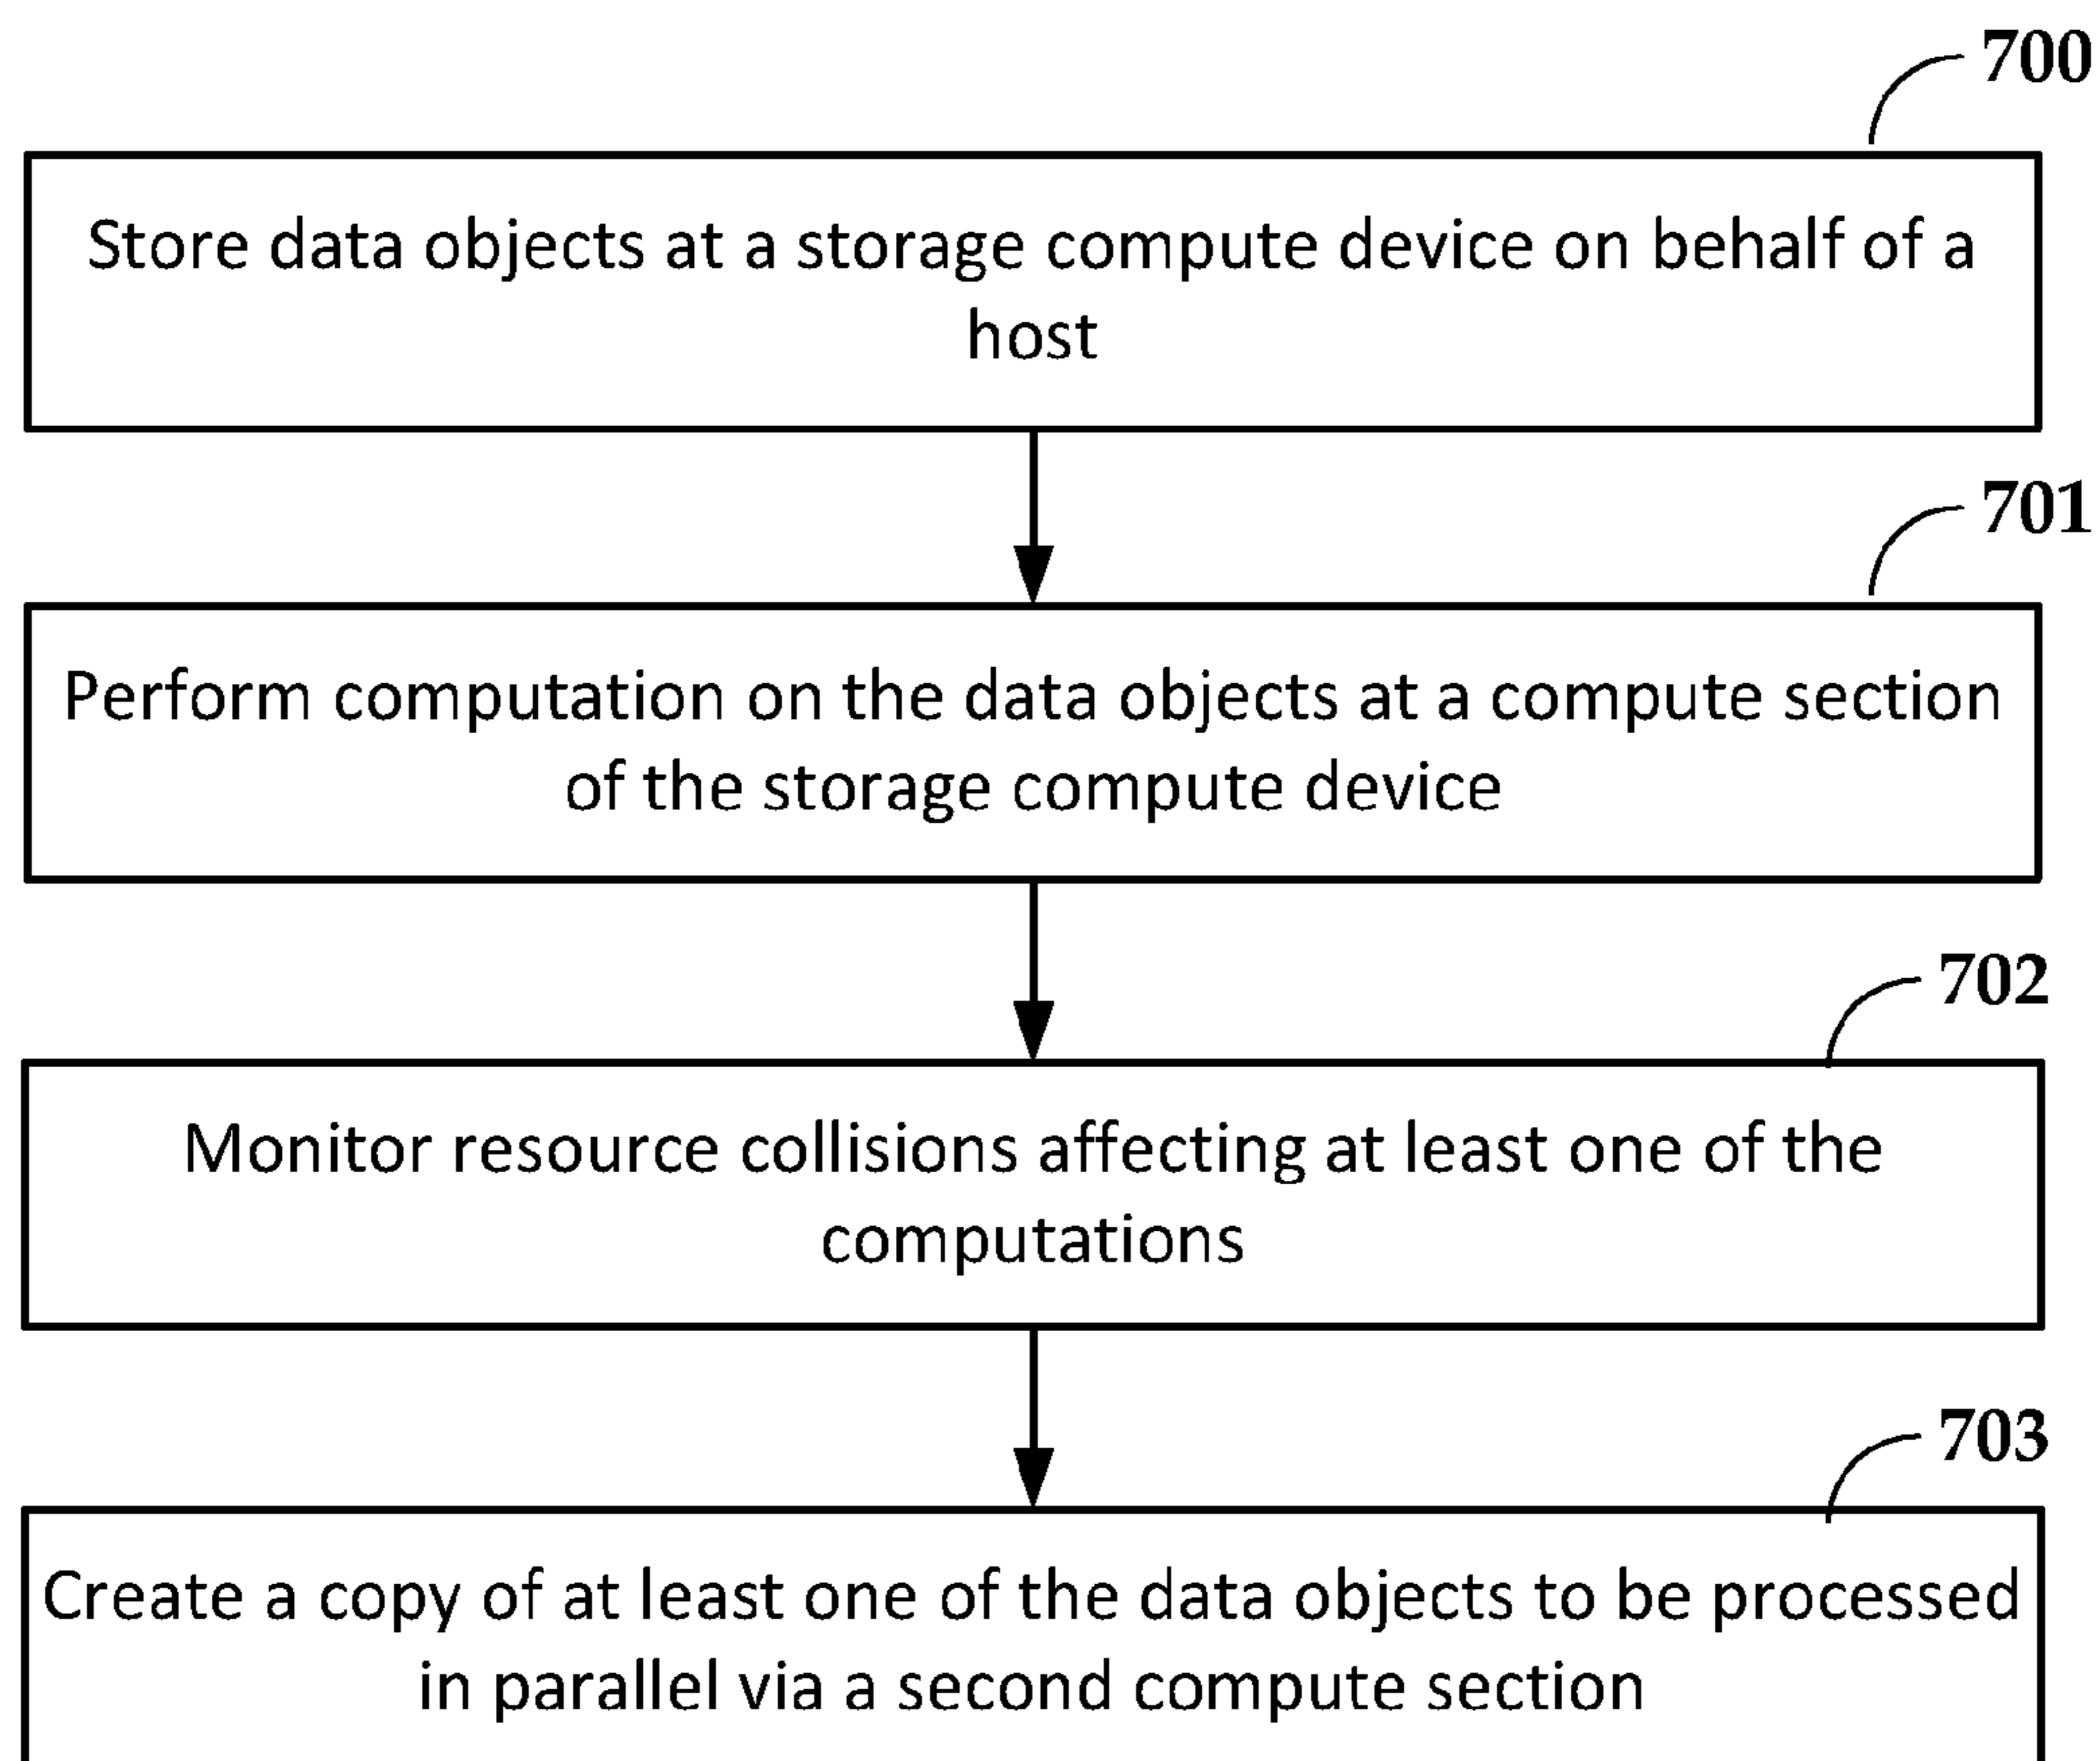 700
Store data objects at a storage compute device on behalf of a
host
701
Perform computation on the data objects at a compute section
of the storage compute device
702
Monitor resource collisions affecting at least one of the
computations
703
Create a copy of at least one of the data objects to be processed
in parallel via a second compute section